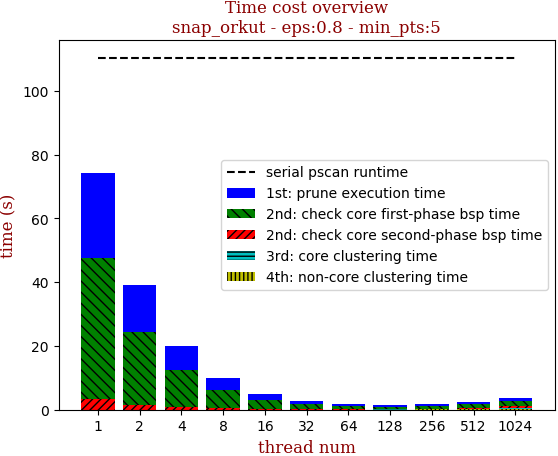 Time cost overview
snap_orkut - eps:0.8 - min_pts:5
time (s)
100
80
60
40
20
0
serial pscan runtime
1st: prune execution time
2nd: check core first-phase bsp time
2nd: check core second-phase bsp time
3rd: core clustering time
4th: non-core clustering time
1 2 4 8 16 32 64 128 256 512 1024
thread num